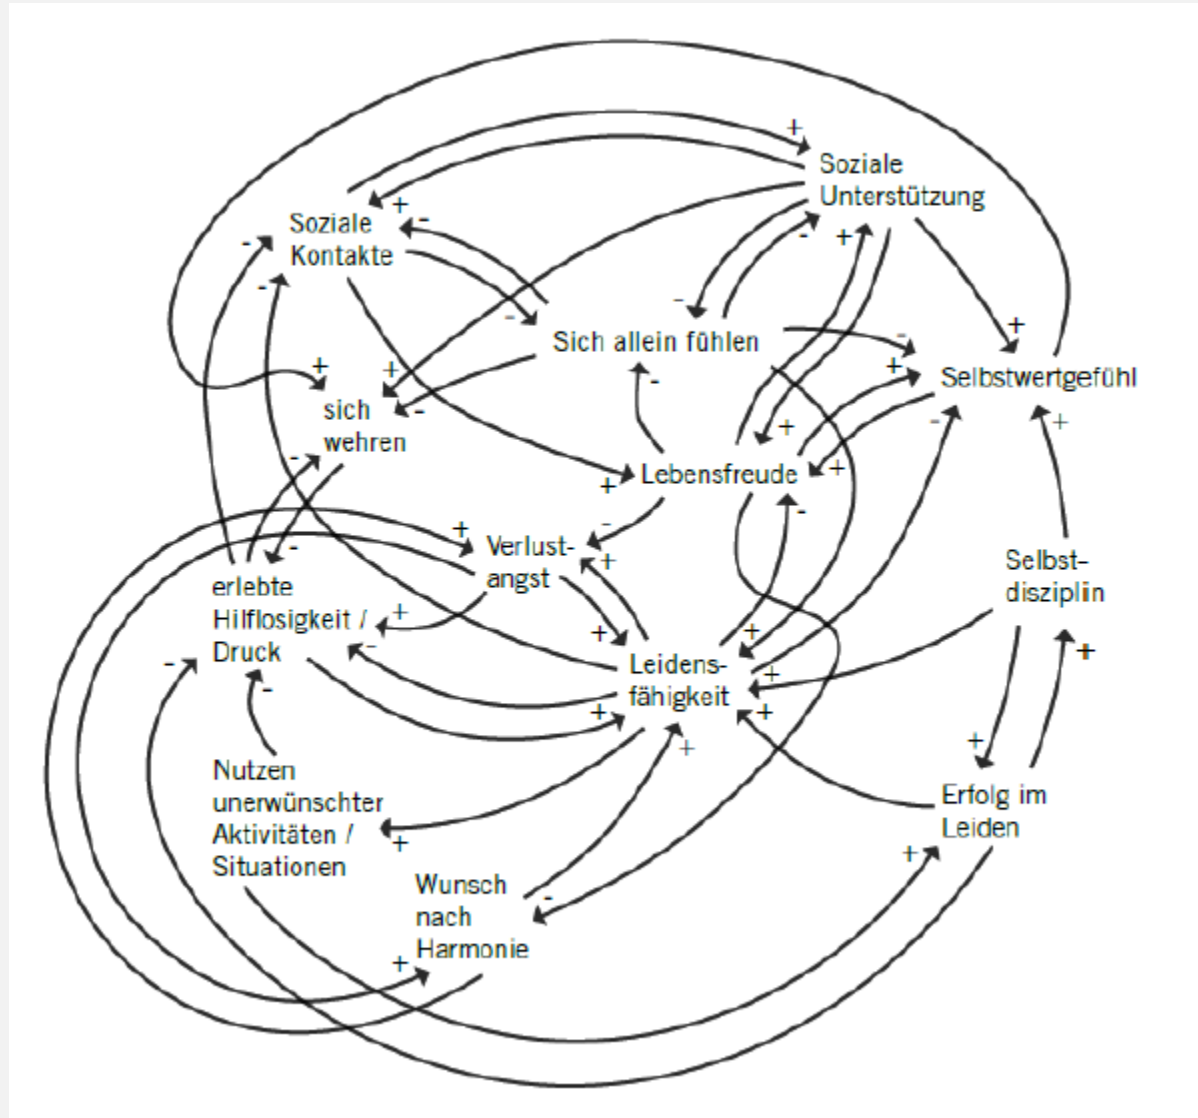 Soziale
Unterstützung
Soziale
Kontakte
Sich allein fühlen
Selbstwertgefühl
sich
wehren
Lebensfreude
Verlust-
angst
Selbst-
disziplin
erlebte
Hilflosigkeit /
Druck
Leidens-
fähigkeit
Nutzen
unerwünschter
Aktivitäten /
Situationen
Erfolg im
Leiden
Wunsch
nach
Harmonie